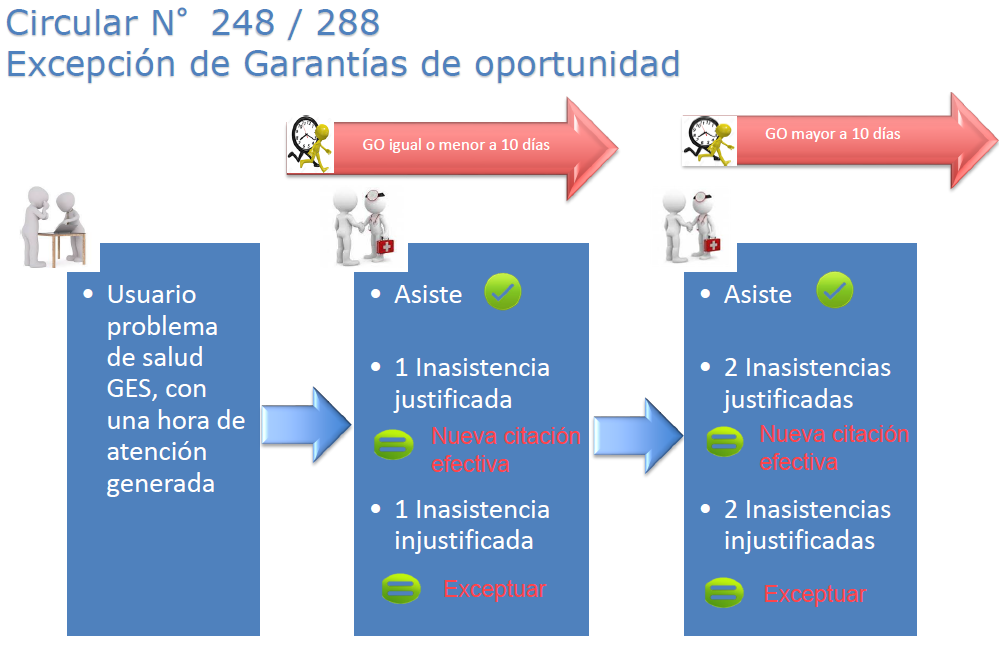 Circular N° 248 / 288
Excepción de Garantías de oportunidad
GO igual o menor a 10 días
GO mayor a 10 días
• Usuario
problema
de salud
GES, con
una hora de
atención
generada
• Asiste
• 1 Inasistencia
justificada
Nueva citación
efectiva
• 1 Inasistencia
injustificada
Exceptuar
• Asiste
• 2 Inasistencias
justificadas
Nueva citación
efectiva
• 2 Inasistencias
injustificadas
Exceptuar